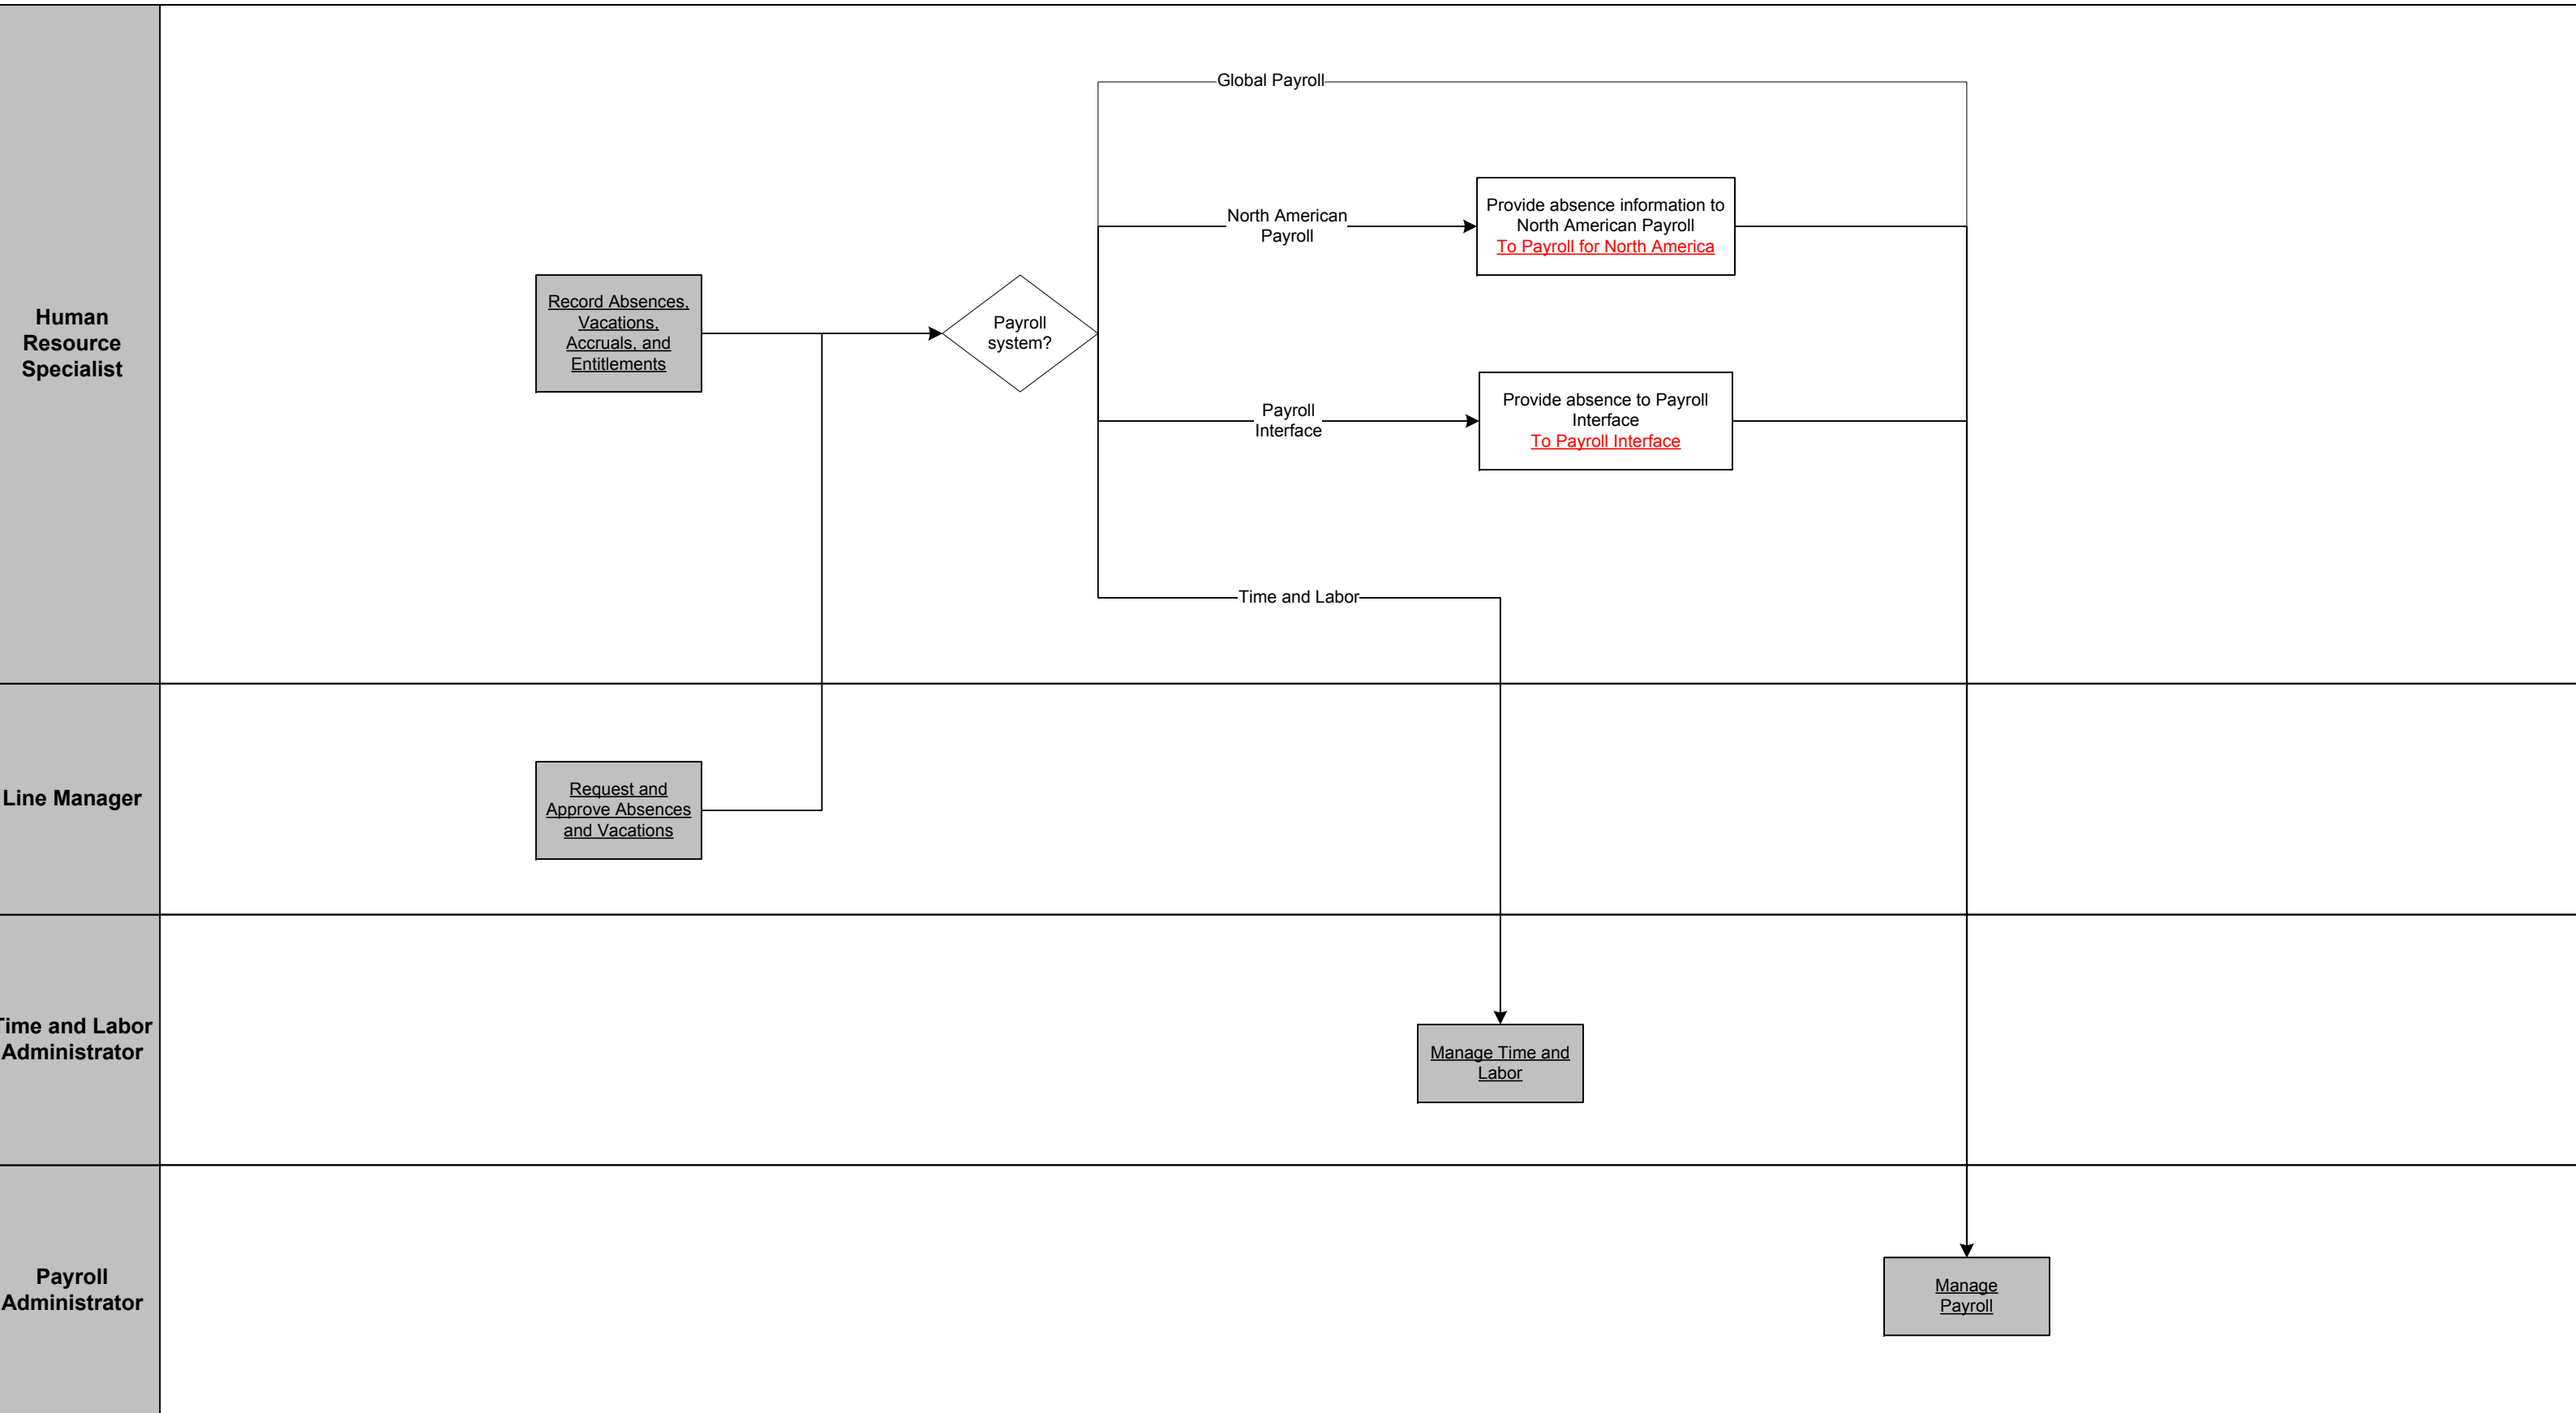 Human
Resource
Specialist
Global Payroll
North American
Payroll
Provide absence information to
North American Payroll
To Payroll for North America
Record Absences,
Vacations,
Accruals, and
Entitlements
Payroll
system?
Payroll
Interface
Provide absence to Payroll
Interface
To Payroll Interface
Time and Labor
Line Manager
Request and
Approve Absences
and Vacations
Time and Labor
Administrator
Manage Time and
Labor
Payroll
Administrator
Manage
Payroll